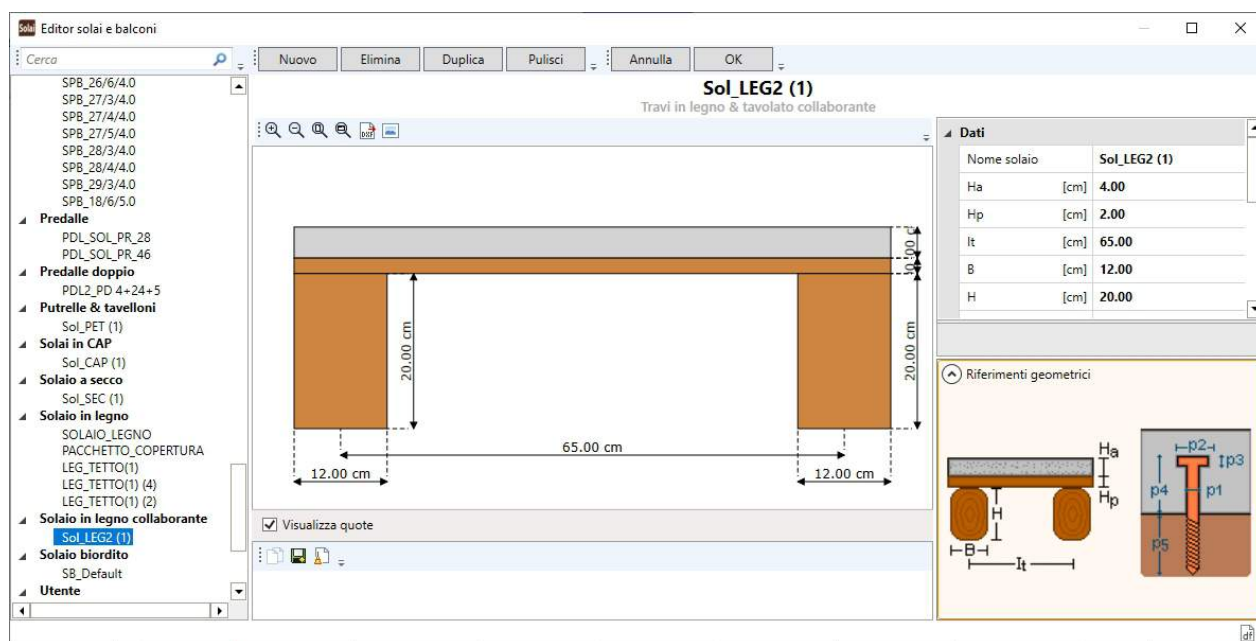 Solai Editor solai e balconi
Cerca
Nuovo Elimina Duplica Pulisci Annulla OK
SPB_26/6/4.0
SPB_27/3/4.0
SPB_27/4/4.0
SPB_27/5/4.0
SPB_28/3/4.0
SPB_28/4/4.0
SPB_29/3/4.0
SPB_18/6/5.0
Predalle
PDL_SOL_PR_28
PDL_SOL_PR_46
Predalle doppio
PDL2_PD 4+24+5
Putrelle & tavelloni
Sol_PET (1)
Solai in CAP
Sol_CAP (1)
Solaio a secco
Sol_SEC (1)
Solaio in legno
SOLAIO_LEGNO
PACCHETTO_COPERTURA
LEG_TETTO(1)
LEG_TETTO(1) (4)
LEG_TETTO(1) (2)
Solaio in legno collaborante
Sol_LEG2 (1)
Solaio biordito
SB_Default
Utente
Sol_LEG2 (1)
Travi in legno & tavolato collaborante
DXF
20.00 cm
20.00 cm
65.00 cm
12.00 cm
12.00 cm
Visualizza quote
Dati
Nome solaio Sol_LEG2 (1)
Ha [cm] 4.00
Hp [cm] 2.00
It [cm] 65.00
B [cm] 12.00
H [cm] 20.00
Riferimenti geometrici
Ha
Hp
H
B
It
p2
p3
p4
p1
p5